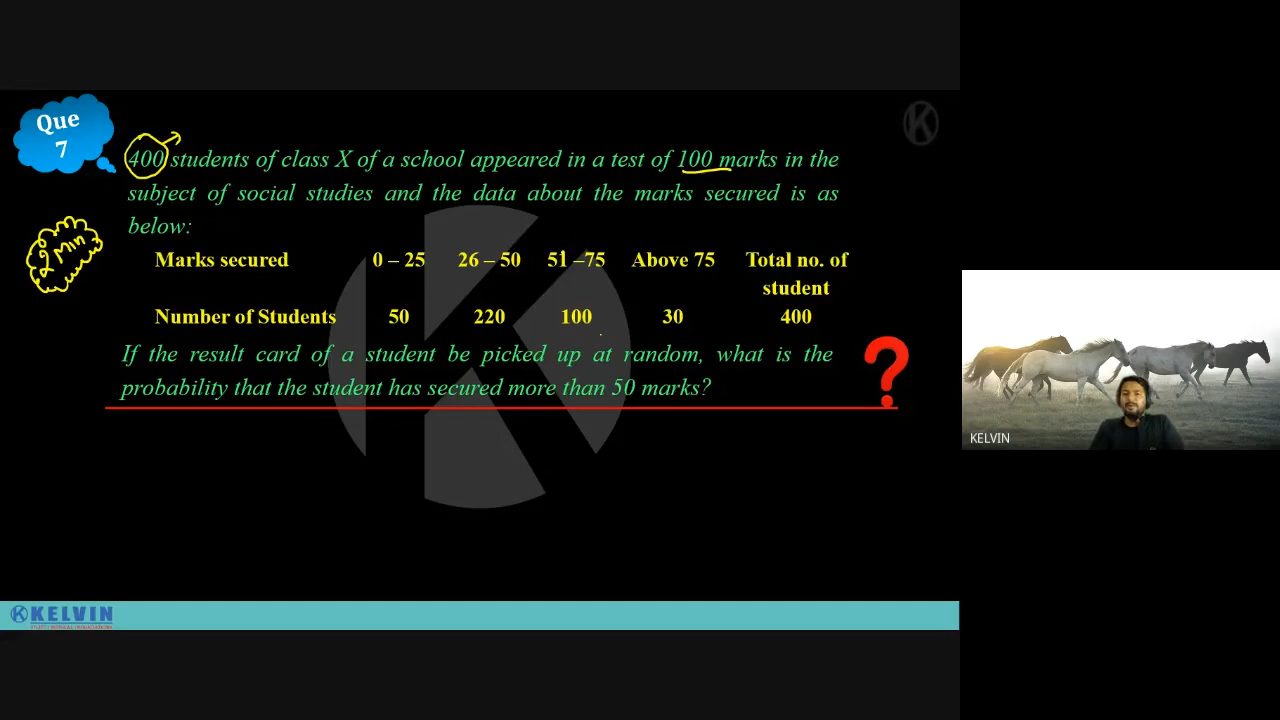 Que
7
400 students of class X of a school appeared in a test of 100 marks in the
subject of social studies and the data about the marks secured is as
below:
2 Min
Marks secured 0 – 25 26 – 50 51 –75 Above 75 Total no. of
student
Number of Students 50 220 100 30 400
If the result card of a student be picked up at random, what is the
probability that the student has secured more than 50 marks?
?
KELVIN
KELVIN